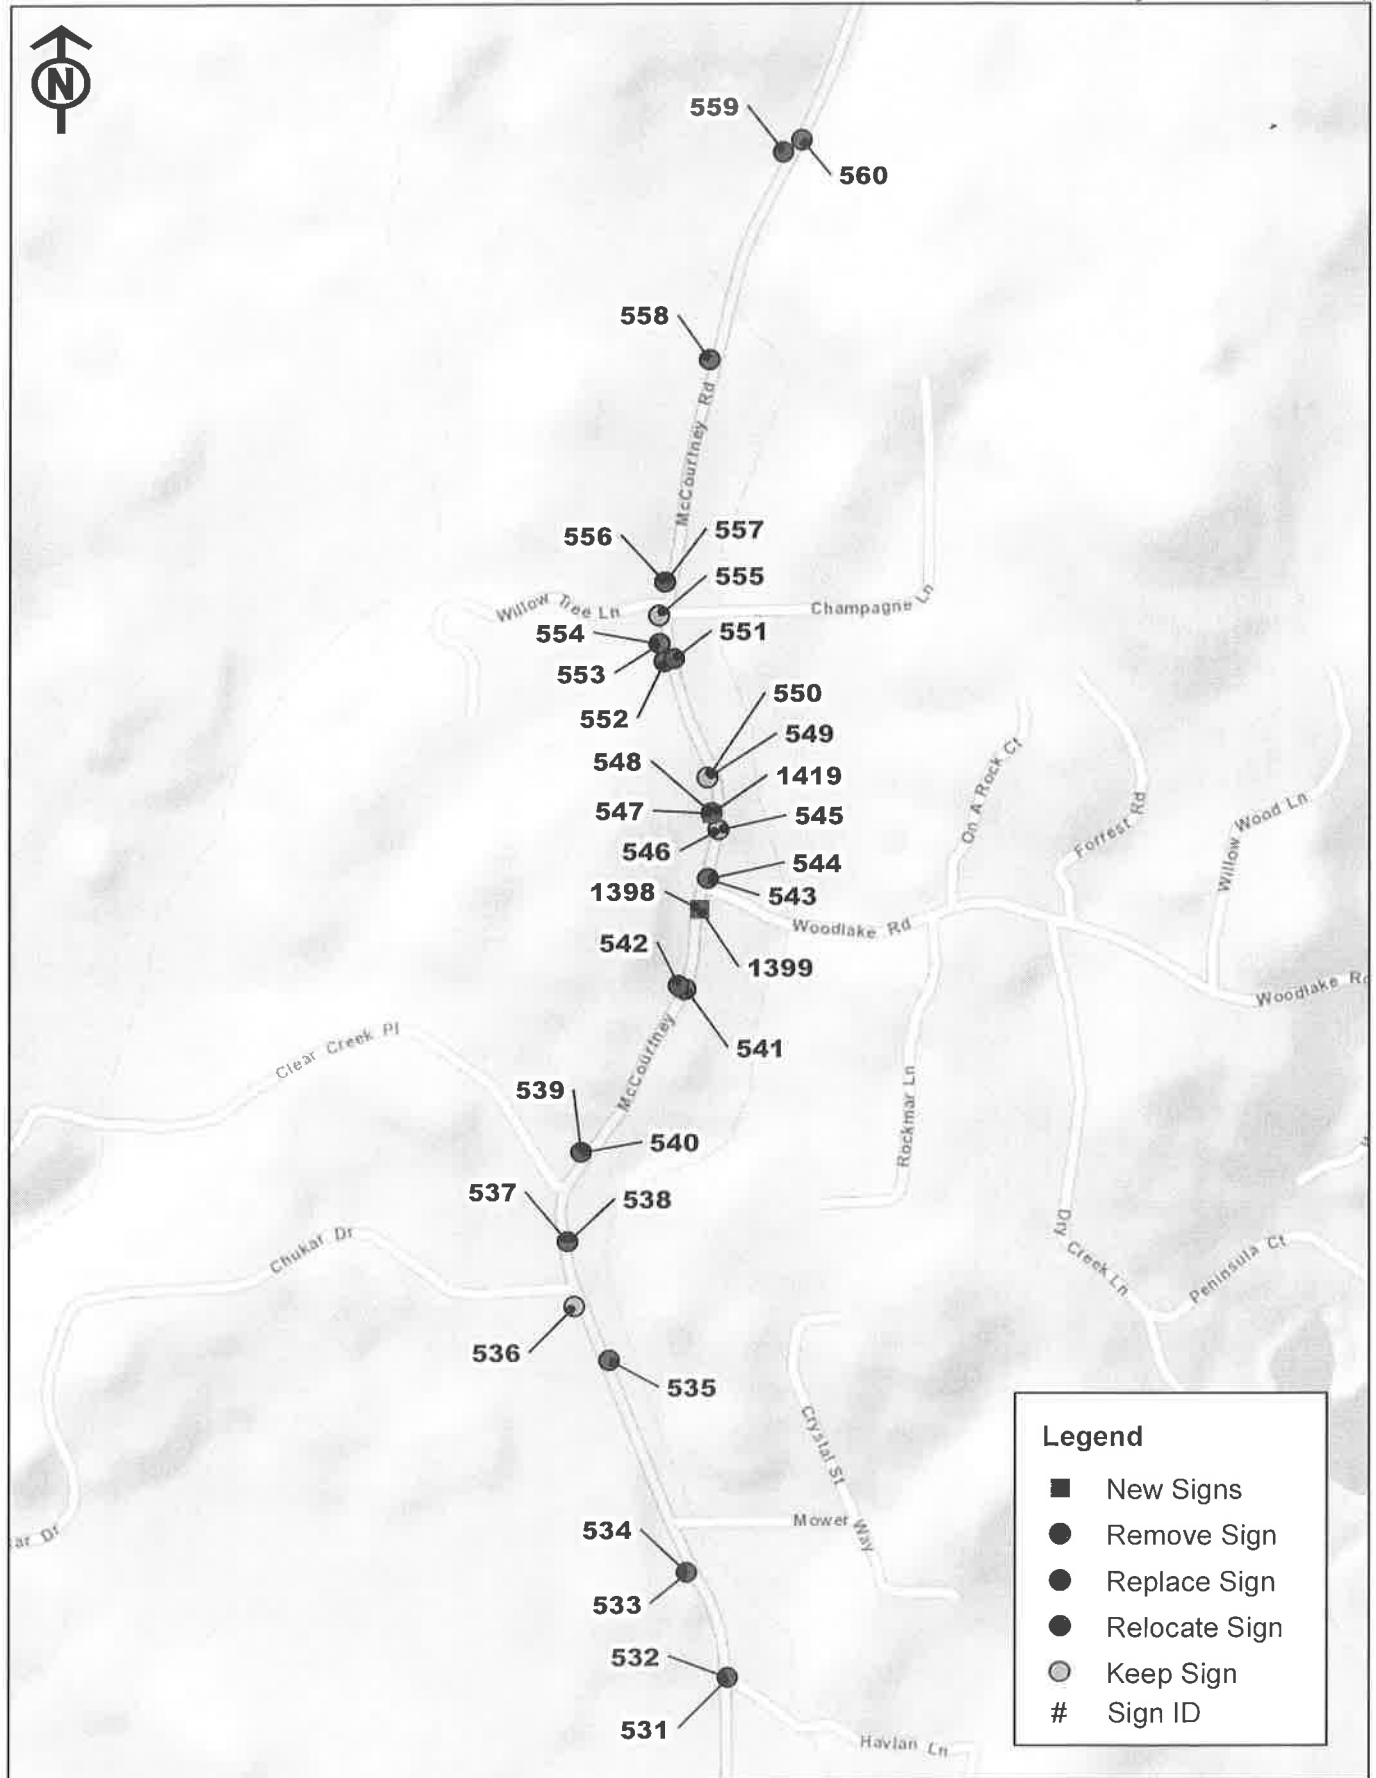 N
559
560
558
McCourtney Rd
556
557
555
Willow Tree Ln
Champagne Ln
554
551
553
552
550
549
548
1419
547
545
546
544
1398
543
On A Rock Ct
Forrest Rd
Willow Wood Ln
Woodlake Rd
542
1399
Woodlake
541
Clear Creek Pl
McCourtney
539
540
Rockmar Ln
537
538
Chukar Dr
Dry Creek Ln
Peninsula Ct
536
535
Crystal St
534
Mower Way
533
ar Dr
532
531
Havlan Ln
Legend
New Signs
Remove Sign
Replace Sign
Relocate Sign
Keep Sign
# Sign ID